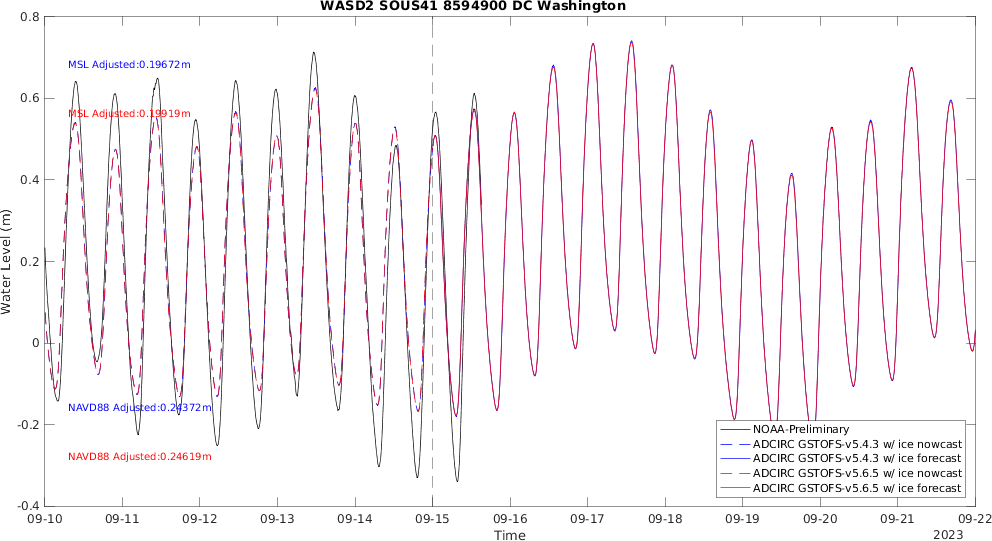 WASD2 SOUS41 8594900 DC Washington
0.8
0.6
0.4
0.2
0
-0.2
-0.4
Water Level (m)
MSL Adjusted:0.19672m
MSL Adjusted:0.19919m
NAVD88 Adjusted:0.24372m
NAVD88 Adjusted:0.24619m
NOAA-Preliminary
ADCIRC GSTOFS-v5.4.3 w/ ice nowcast
ADCIRC GSTOFS-v5.4.3 w/ ice forecast
ADCIRC GSTOFS-v5.6.5 w/ ice nowcast
ADCIRC GSTOFS-v5.6.5 w/ ice forecast
09-10 09-11 09-12 09-13 09-14 09-15 09-16 09-17 09-18 09-19 09-20 09-21 09-22
Time
2023